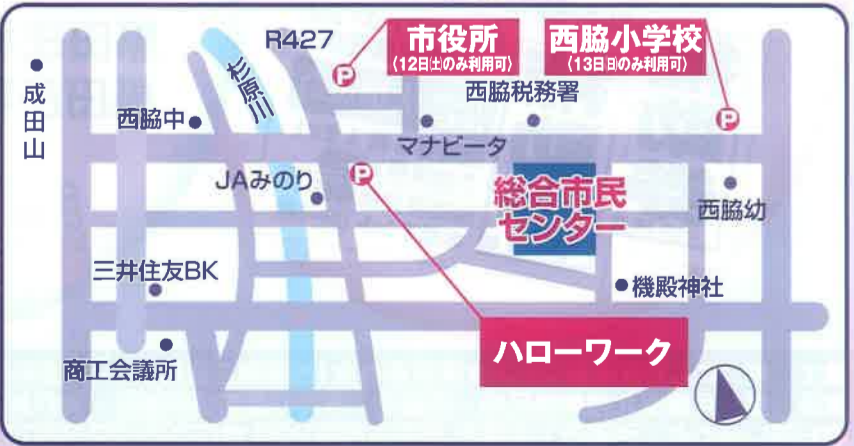 R427
市役所
〈12日(土)のみ利用可〉
西脇小学校
〈13日(日)のみ利用可〉
P
P
成田山
杉原川
西脇中
西脇税務署
マナビータ
JAみのり
P
総合市民
センター
西脇幼
三井住友BK
機殿神社
ハローワーク
商工会議所